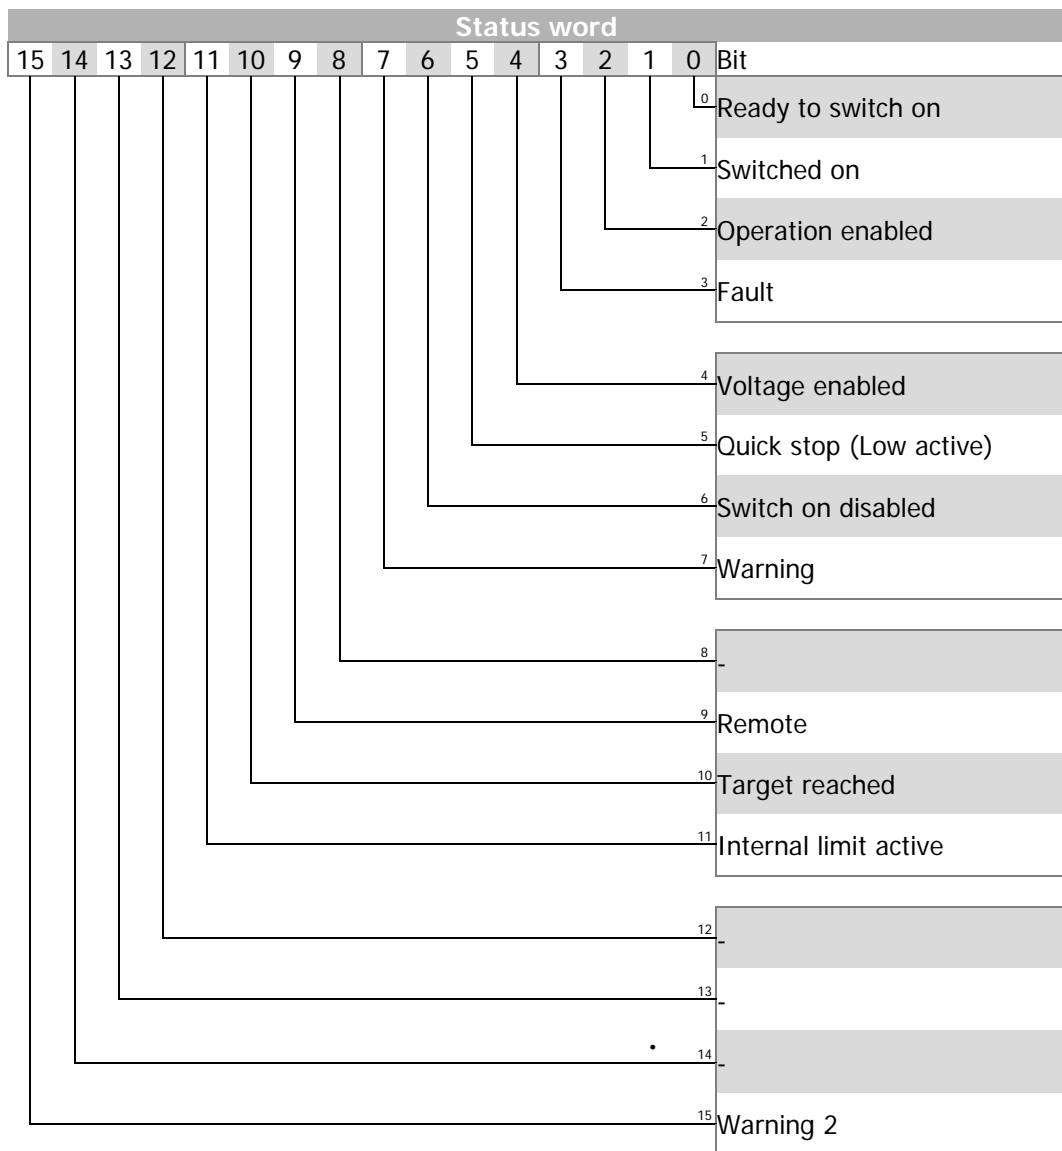 Status word
15 14 13 12 11 10 9 8 7 6 5 4 3 2 1 0 Bit
0 Ready to switch on
1 Switched on
2 Operation enabled
3 Fault
4 Voltage enabled
5 Quick stop (Low active)
6 Switch on disabled
7 Warning
8 -
9 Remote
10 Target reached
11 Internal limit active
12 -
13 -
.
14 -
15 Warning 2